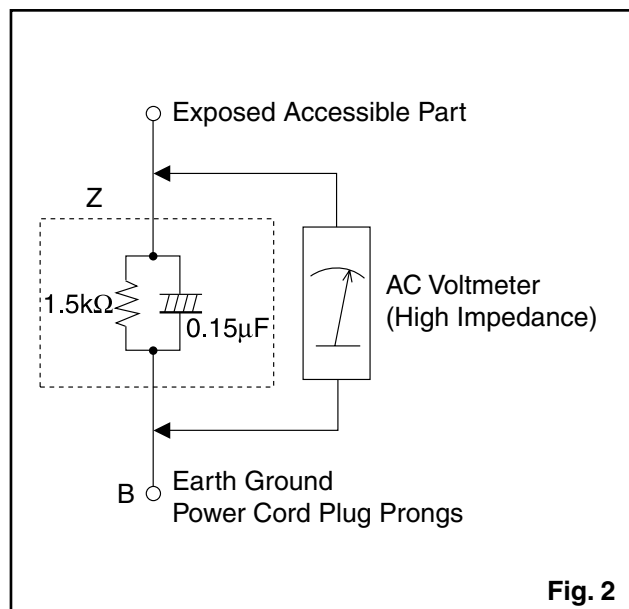 Exposed Accessible Part
Z
1.5kΩ
0.15μF
AC Voltmeter
(High Impedance)
B
Earth Ground
Power Cord Plug Prongs
Fig. 2